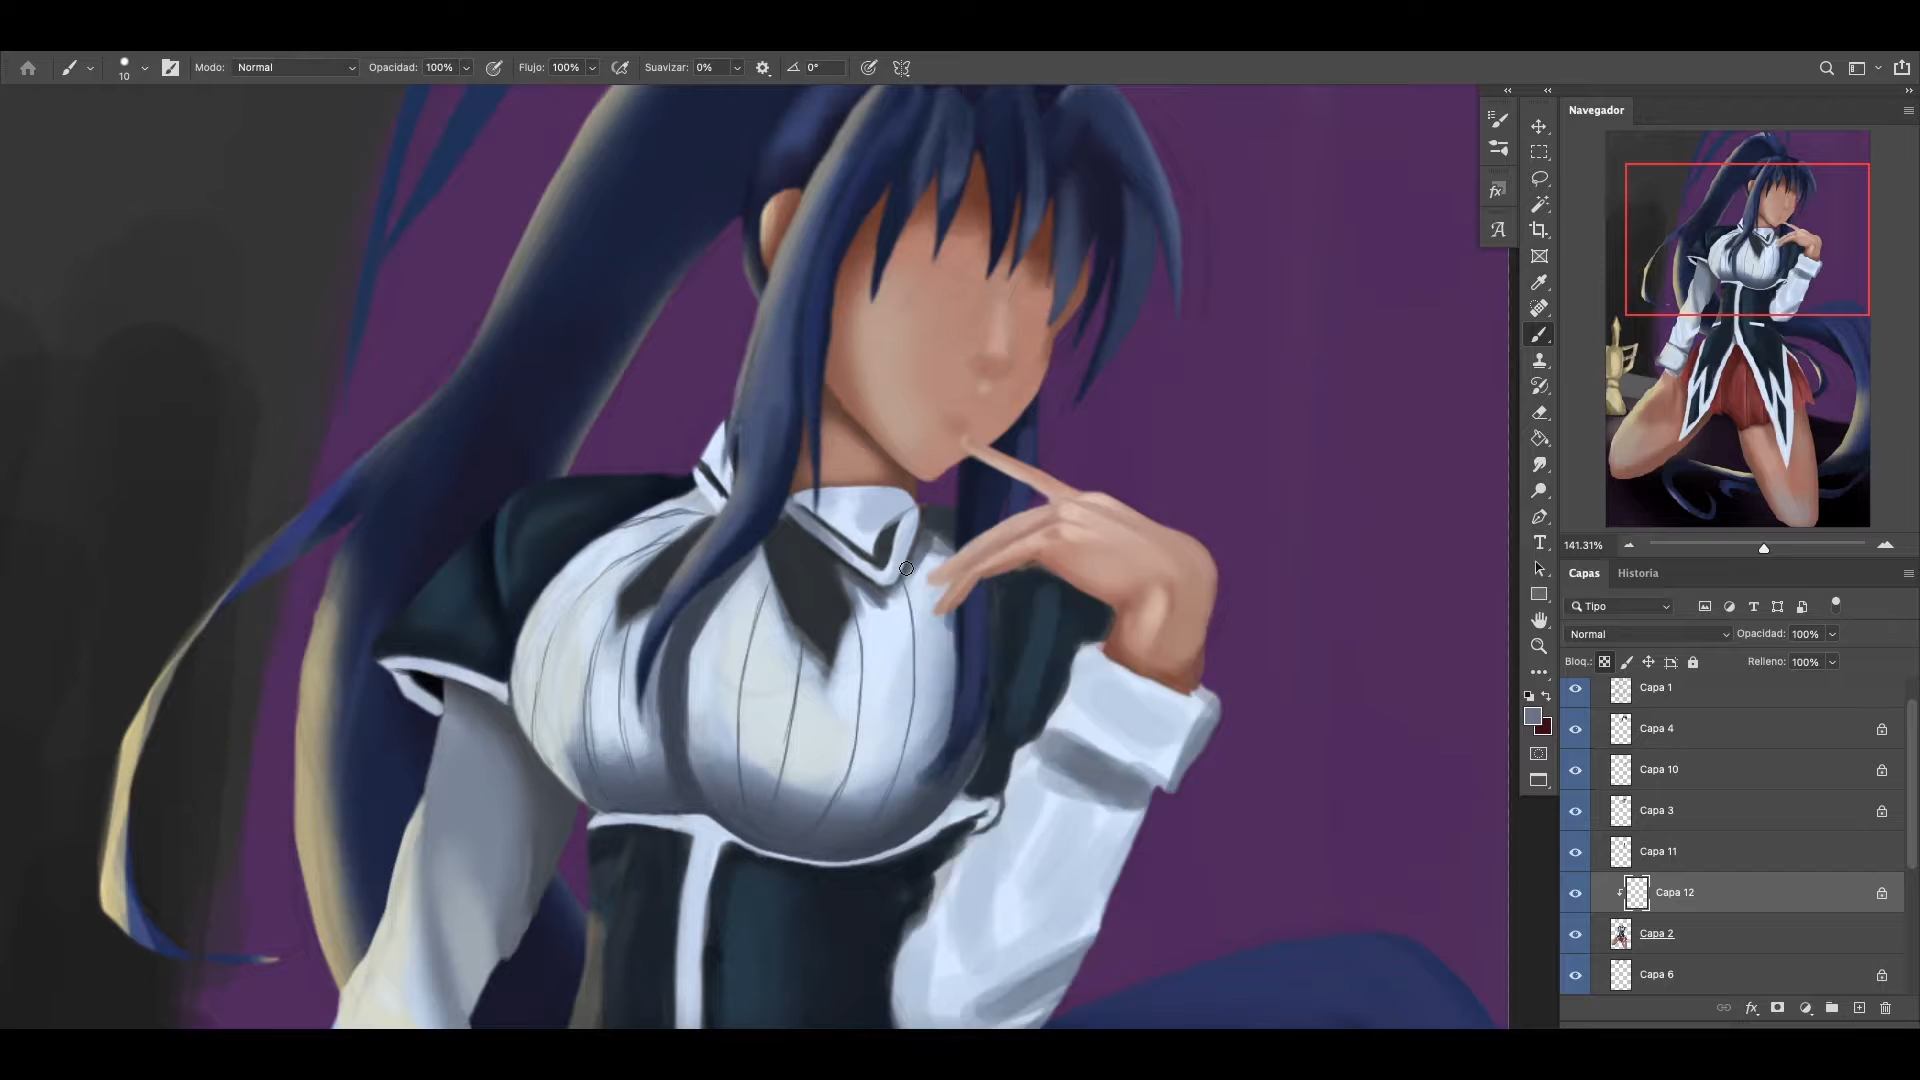 10 Modo: Normal Opacidad: 100% Flujo: 100% Suavizar: 0% 0°
Navegador
141.31%
Capas Historia
Tipo
Normal Opacidad: 100%
Bloq.: Relleno: 100%
Capa 1
Capa 4
Capa 10
Capa 3
Capa 11
Capa 12
Capa 2
Capa 6